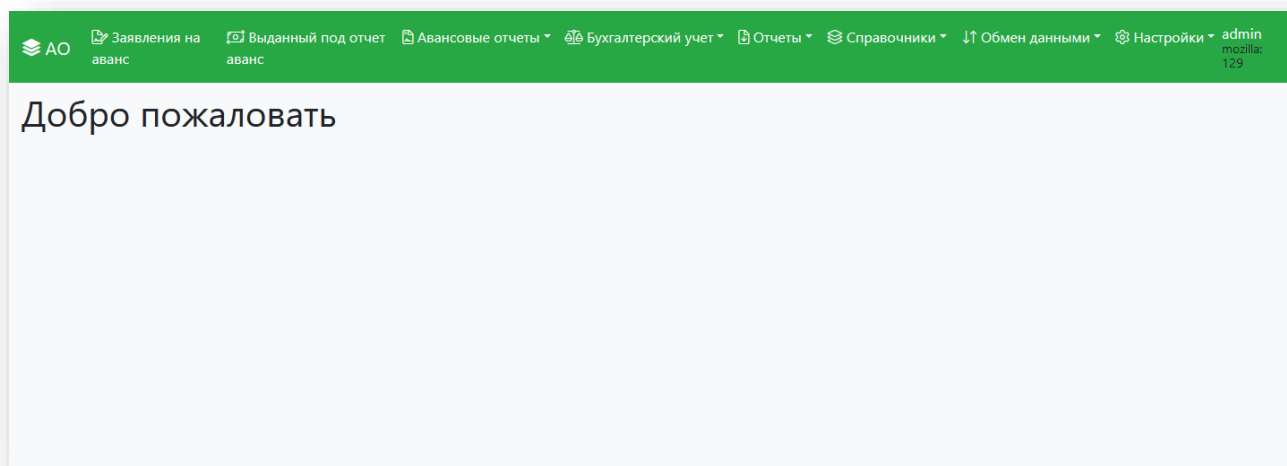 АО
Заявления на
аванс
Выданный под отчет
аванс
Авансовые отчеты
Бухгалтерский учет
Отчеты
Справочники
Обмен данными
Настройки
admin
mozilla:
129
Добро пожаловать